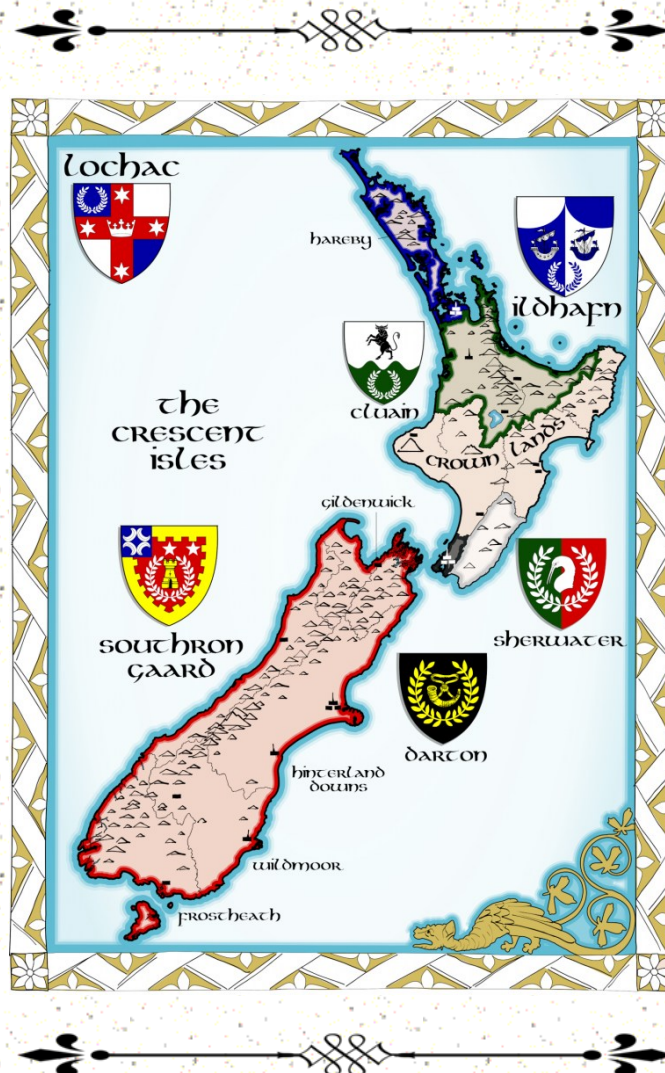 Lochac
hareby
ildhafn
cluain
the
crescent
isles
crown lands
gildenwick
southron
gaard
sherwater
darton
hinterland
downs
wildmoor
frostheath